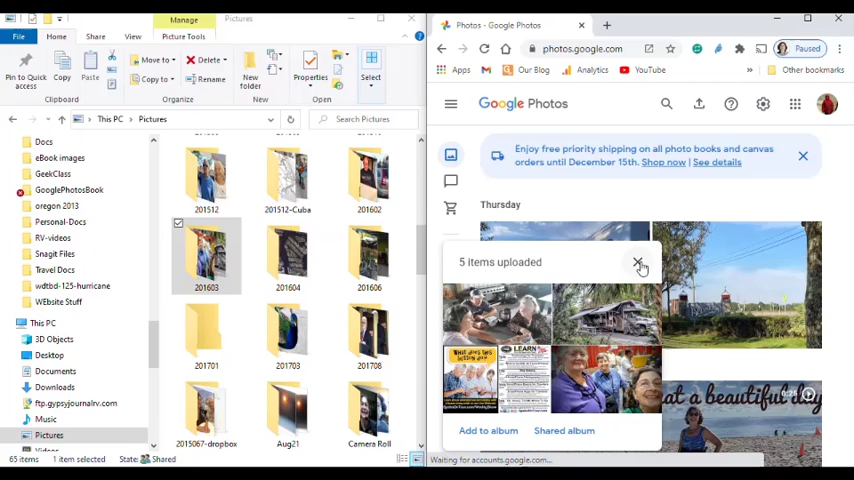 Manage
Pictures
File
Home
Share
View
Picture Tools
Pin to Quick access
Copy
Paste
Move to
Copy to
Delete
Rename
New folder
Properties
Select
Clipboard
Organize
New
Open
This PC
Pictures
Search Pictures
Docs
eBook images
GeekClass
GooglePhotosBook
oregon 2013
Personal-Docs
RV-videos
Snagit Files
Travel Docs
wdtbd-125-hurricane
WEbsite Stuff
This PC
3D Objects
Desktop
Documents
Downloads
ftp.gypsyjournalrv.com
Music
Pictures
Videos
201512
201512-Cuba
201602
201603
201604
201606
201701
201703
201708
2015067-dropbox
Aug21
Camera Roll
65 items
1 item selected
State: Shared
Photos - Google Photos
photos.google.com
Paused
Apps
Our Blog
Analytics
YouTube
Other bookmarks
Google Photos
Enjoy free priority shipping on all photo books and canvas
orders until December 15th. Shop now | See details
Thursday
5 items uploaded
LEARN
at a beautiful day
0:25
Add to album
Shared album
Waiting for accounts.google.com...